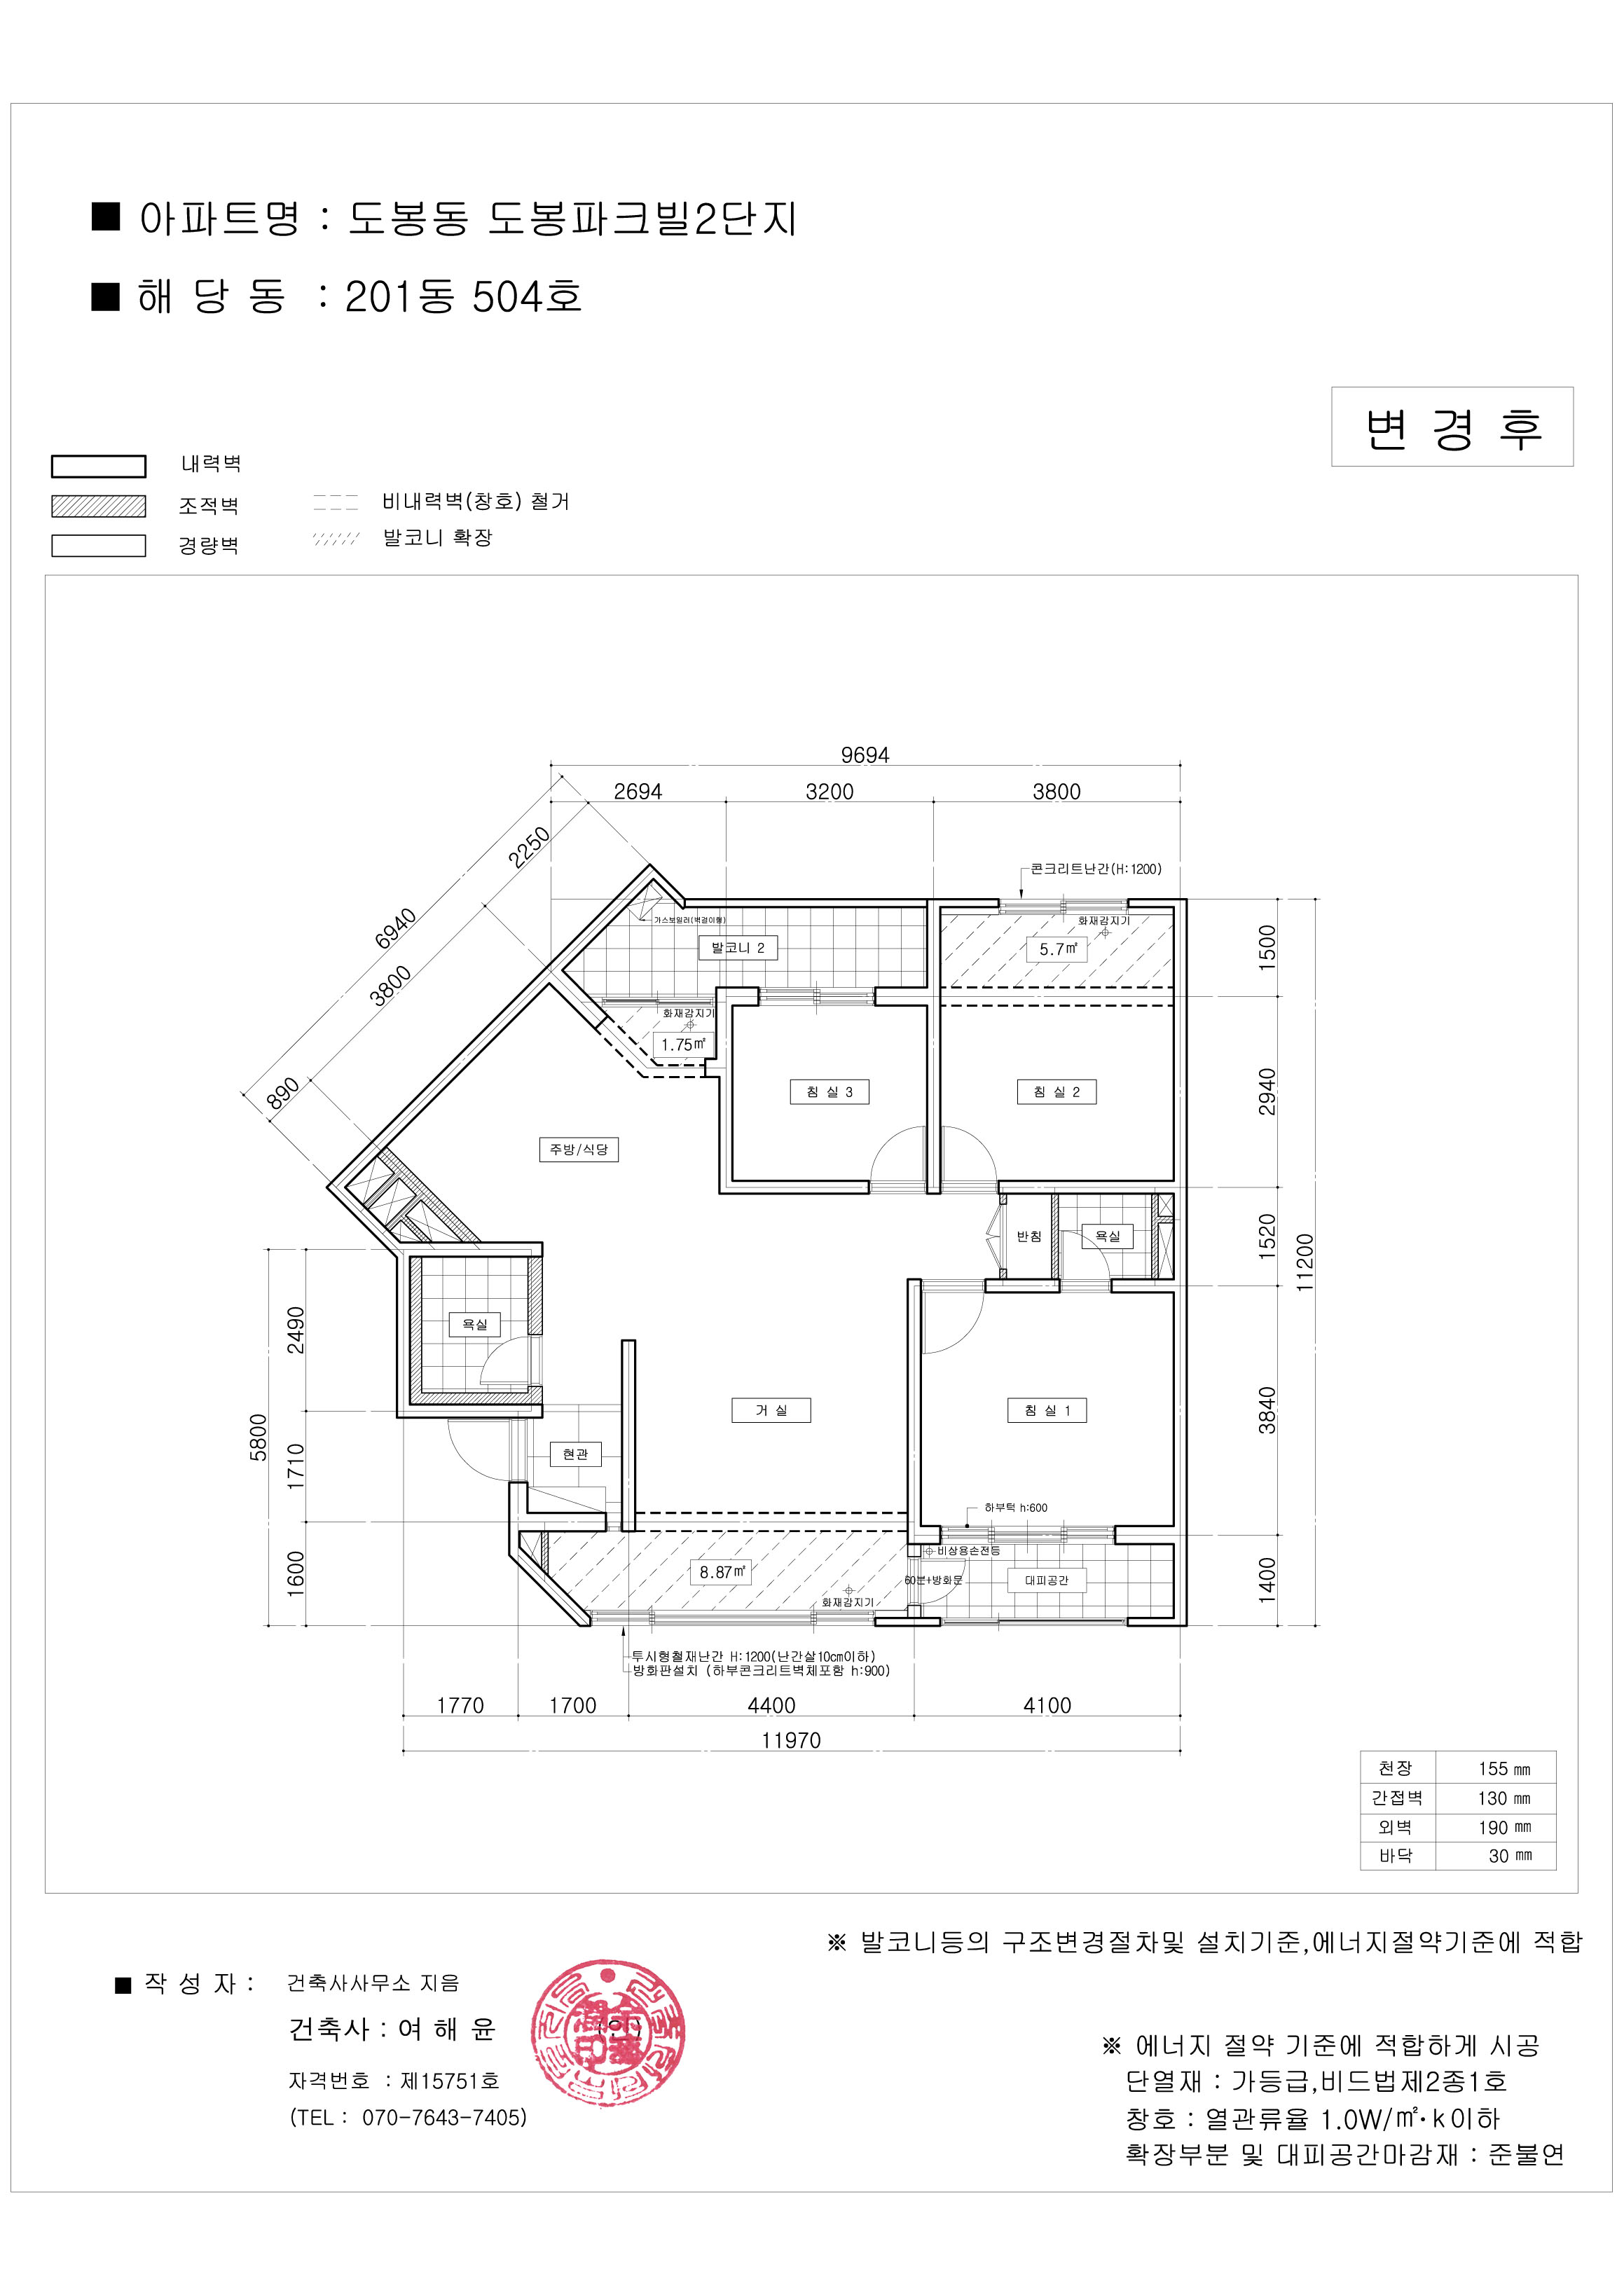 ■ 아파트명 : 도봉동 도봉파크빌2단지
■ 해 당 동 : 201동 504호
변 경 후
내력벽
조적벽
경량벽
비내력벽(창호) 철거
발코니 확장
9694
2694
3200
3800
2250
6940
3800
890
콘크리트난간(H:1200)
화재감지기
5.7㎡
가스보일러(벽걸이형)
발코니 2
화재감지기
1.75㎡
침 실 3
침 실 2
주방/식당
1500
2940
1520
11200
3840
1400
반침
욕실
욕실
2490
5800
1710
1600
거 실
침 실 1
현관
하부턱 h:600
비상용손전등
8.87㎡
60분+방화문
대피공간
화재감지기
투시형철재난간 H:1200(난간살10㎝이하)
방화판설치 (하부콘크리트벽체포함 h:900)
1770
1700
4400
4100
11970
천장 155 ㎜
간접벽 130 ㎜
외벽 190 ㎜
바닥 30 ㎜
※ 발코니등의 구조변경절차및 설치기준,에너지절약기준에 적합
■ 작 성 자 : 건축사사무소 지음
건축사 : 여 해 윤 (인)
자격번호 : 제15751호
(TEL : 070-7643-7405)
※ 에너지 절약 기준에 적합하게 시공
단열재 : 가등급,비드법제2종1호
창호 : 열관류율 1.0W/㎡·k이하
확장부분 및 대피공간마감재 : 준불연